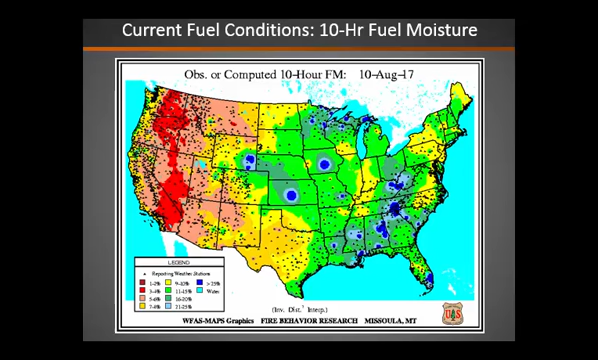 Current Fuel Conditions: 10-Hr Fuel Moisture
Obs. or Computed 10-Hour FM: 10-Aug-17
LEGEND
Reporting Weather Stations
1-2% 9-10% >25%
3-4% 11-15% Water
5-6% 16-20%
7-8% 21-25%
(Inv. Dist.² Interp.)
WFAS-MAPS Graphics FIRE BEHAVIOR RESEARCH MISSOULA, MT